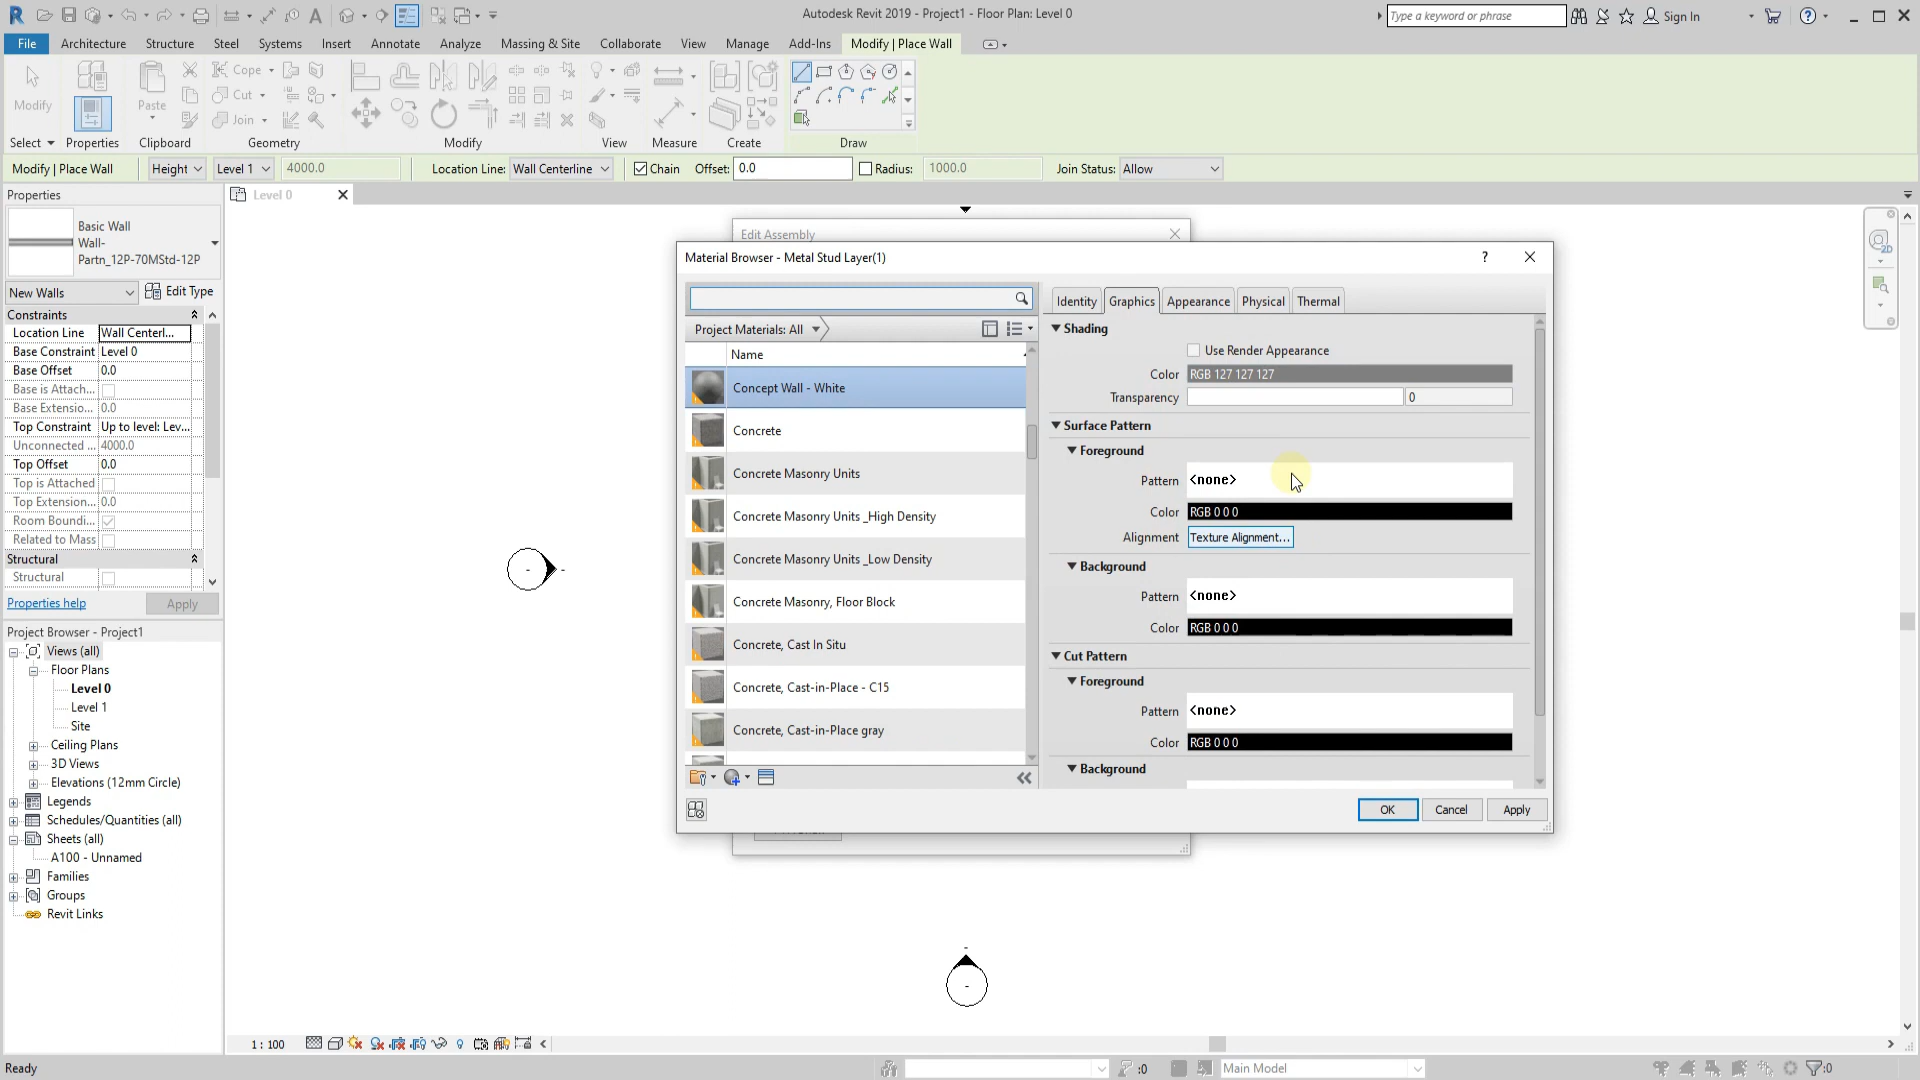 Autodesk Revit 2019 - Project1 - Floor Plan: Level 0
Type a keyword or phrase
Sign In
File Architecture Structure Steel Systems Insert Annotate Analyze Massing & Site Collaborate View Manage Add-Ins Modify | Place Wall
Modify
Paste
Cope
Cut
Join
Select Properties Clipboard Geometry Modify View Measure Create Draw
Modify | Place Wall Height Level 1 4000.0 Location Line: Wall Centerline Chain Offset: 0.0 Radius: 1000.0 Join Status: Allow
Properties
Level 0
Basic Wall
Wall-
Partn_12P-70MStd-12P
New Walls Edit Type
Constraints
Location Line Wall Centerl...
Base Constraint Level 0
Base Offset 0.0
Base is Attach...
Base Extensio... 0.0
Top Constraint Up to level: Lev...
Unconnected ... 4000.0
Top Offset 0.0
Top is Attached
Top Extension... 0.0
Room Boundi...
Related to Mass
Structural
Structural
Properties help Apply
Project Browser - Project1
Views (all)
Floor Plans
Level 0
Level 1
Site
Ceiling Plans
3D Views
Elevations (12mm Circle)
Legends
Schedules/Quantities (all)
Sheets (all)
A100 - Unnamed
Families
Groups
Revit Links
Edit Assembly
Material Browser - Metal Stud Layer(1)
Project Materials: All
Name
Concept Wall - White
Concrete
Concrete Masonry Units
Concrete Masonry Units _High Density
Concrete Masonry Units _Low Density
Concrete Masonry, Floor Block
Concrete, Cast In Situ
Concrete, Cast-in-Place - C15
Concrete, Cast-in-Place gray
Identity Graphics Appearance Physical Thermal
Shading
Use Render Appearance
Color RGB 127 127 127
Transparency 0
Surface Pattern
Foreground
Pattern <none>
Color RGB 0 0 0
Alignment Texture Alignment...
Background
Pattern <none>
Color RGB 0 0 0
Cut Pattern
Foreground
Pattern <none>
Color RGB 0 0 0
Background
OK Cancel Apply
1 : 100
Ready
:0
Main Model
:0